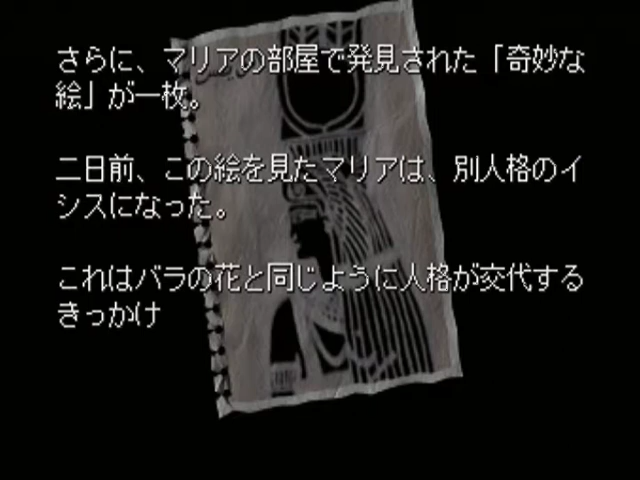 さらに、マリアの部屋で発見された「奇妙な
絵」が一枚。
二日前、この絵を見たマリアは、別人格のイ
シスになった。
これはバラの花と同じように人格が交代する
きっかけ